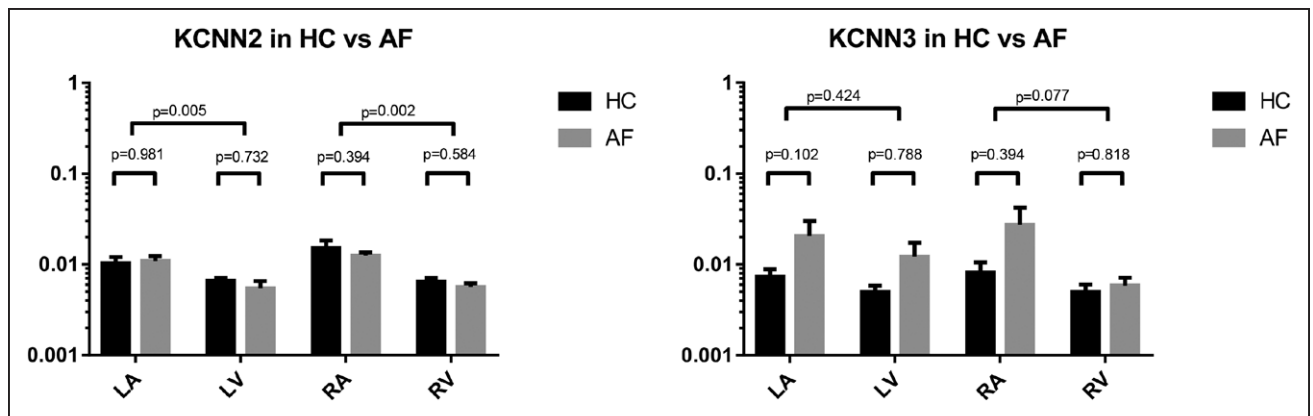 KCNN2 in HC vs AF
1
0.1
0.01
0.001
p=0.005
p=0.002
p=0.981
p=0.732
p=0.394
p=0.584
HC
AF
LA
LV
RA
RV
KCNN3 in HC vs AF
1
0.1
0.01
0.001
p=0.424
p=0.077
p=0.102
p=0.788
p=0.394
p=0.818
HC
AF
LA
LV
RA
RV